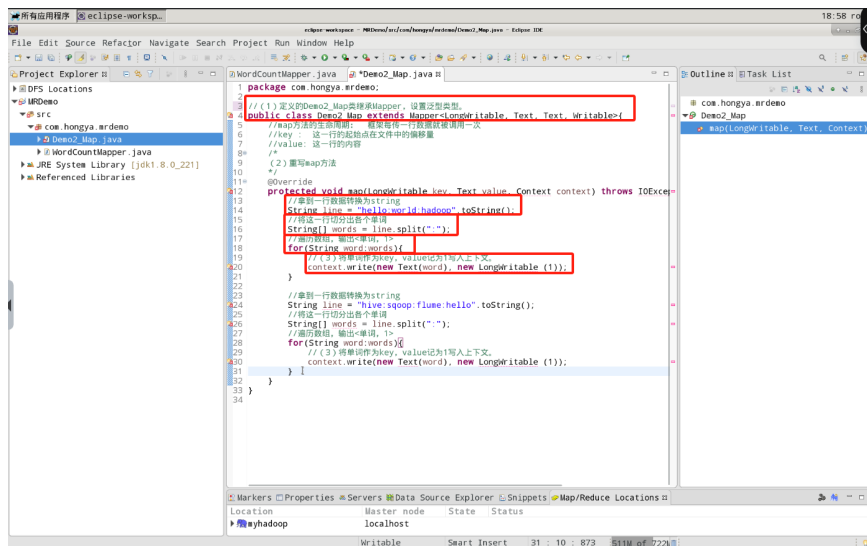 所有应用程序 eclipse-worksp... 18:58
eclipse-workspace - MRDemo/src/com/hongya/mrdemo/Demo2_Map.java - Eclipse IDE
File Edit Source Refactor Navigate Search Project Run Window Help
Project Explorer
DFS Locations
MRDemo
src
com.hongya.mrdemo
Demo2_Map.java
WordCountMapper.java
JRE System Library [jdk1.8.0_221]
Referenced Libraries
WordCountMapper.java *Demo2_Map.java
1 package com.hongya.mrdemo;
2
3 //（1）定义的Demo2_Map类继承Mapper，设置泛型类型。
4 public class Demo2_Map extends Mapper<LongWritable, Text, Text, Writable>{
5 //map方法的生命周期： 框架每传一行数据就被调用一次
6 //key : 这一行的起始点在文件中的偏移量
7 //value: 这一行的内容
8 /*
9 （2）重写map方法
10 */
11 @Override
12 protected void map(LongWritable key, Text value, Context context) throws IOExcep
13 //拿到一行数据转换为string
14 String line = "hello:world:hadoop".toString();
15 //将这一行切分出各个单词
16 String[] words = line.split(":");
17 //遍历数组，输出<单词，1>
18 for(String word:words){
19 //（3）将单词作为key，value记为1写入上下文。
20 context.write(new Text(word), new LongWritable (1));
21 }
22
23 //拿到一行数据转换为string
24 String line = "hive:sqoop:flume:hello".toString();
25 //将这一行切分出各个单词
26 String[] words = line.split(":");
27 //遍历数组，输出<单词，1>
28 for(String word:words){
29 //（3）将单词作为key，value记为1写入上下文。
30 context.write(new Text(word), new LongWritable (1));
31 }
32 }
33 }
34
Outline Task List
com.hongya.mrdemo
Demo2_Map
map(LongWritable, Text, Context)
Markers Properties Servers Data Source Explorer Snippets Map/Reduce Locations
Location Master node State Status
myhadoop localhost
Writable Smart Insert 31 : 10 : 873 511M of 722M